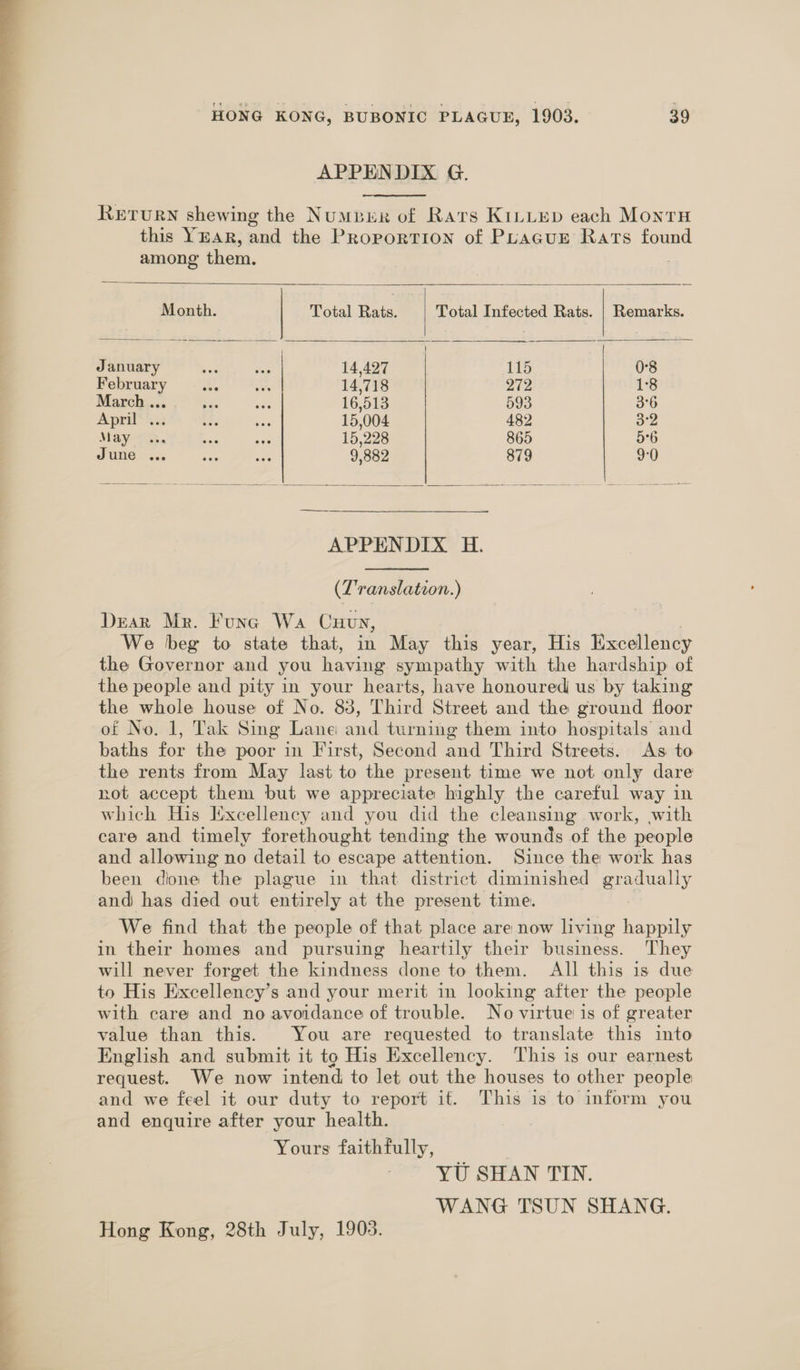 HONG KONG, BUBONIC PLAGUE, 1903. 39
APPENDIX G.
RETURN shewing the NUMBER of RATS KILLED each MONTH
this YEAR, and the PROPORTION of PLAGUE RATS found
among them.
Month. Total Rats. Total Infected Rats. Remarks.
January ... ... 14,427 115 0·8
February ... ... 14,718 272 1·8
March ... ... ... 16,513 593 3·6
April ... ... ... 15,004 482 3·2
May ... ... ... 15,228 865 5·6
June ... ... ... 9,882 879 9·0
APPENDIX H.
(Translation.)
DEAR MR. FUNG WA CHUN,
We beg to state that, in May this year, His Excellency
the Governor and you having sympathy with the hardship of
the people and pity in your hearts, have honoured us by taking
the whole house of No. 83, Third Street and the ground floor
of No. 1, Tak Sing Lane and turning them into hospitals and
baths for the poor in First, Second and Third Streets. As to
the rents from May last to the present time we not only dare
not accept them but we appreciate highly the careful way in
which His Excellency and you did the cleansing work, with
care and timely forethought tending the wounds of the people
and allowing no detail to escape attention. Since the work has
been done the plague in that district diminished gradually
and has died out entirely at the present time.
We find that the people of that place are now living happily
in their homes and pursuing heartily their business. They
will never forget the kindness done to them. All this is due
to His Excellency's and your merit in looking after the people
with care and no avoidance of trouble. No virtue is of greater
value than this. You are requested to translate this into
English and submit it to His Excellency. This is our earnest
request. We now intend to let out the houses to other people
and we feel it our duty to report it. This is to inform you
and enquire after your health.
Yours faithfully,
YÜ SHAN TIN.
WANG TSUN SHANG.
Hong Kong, 28th July, 1903.